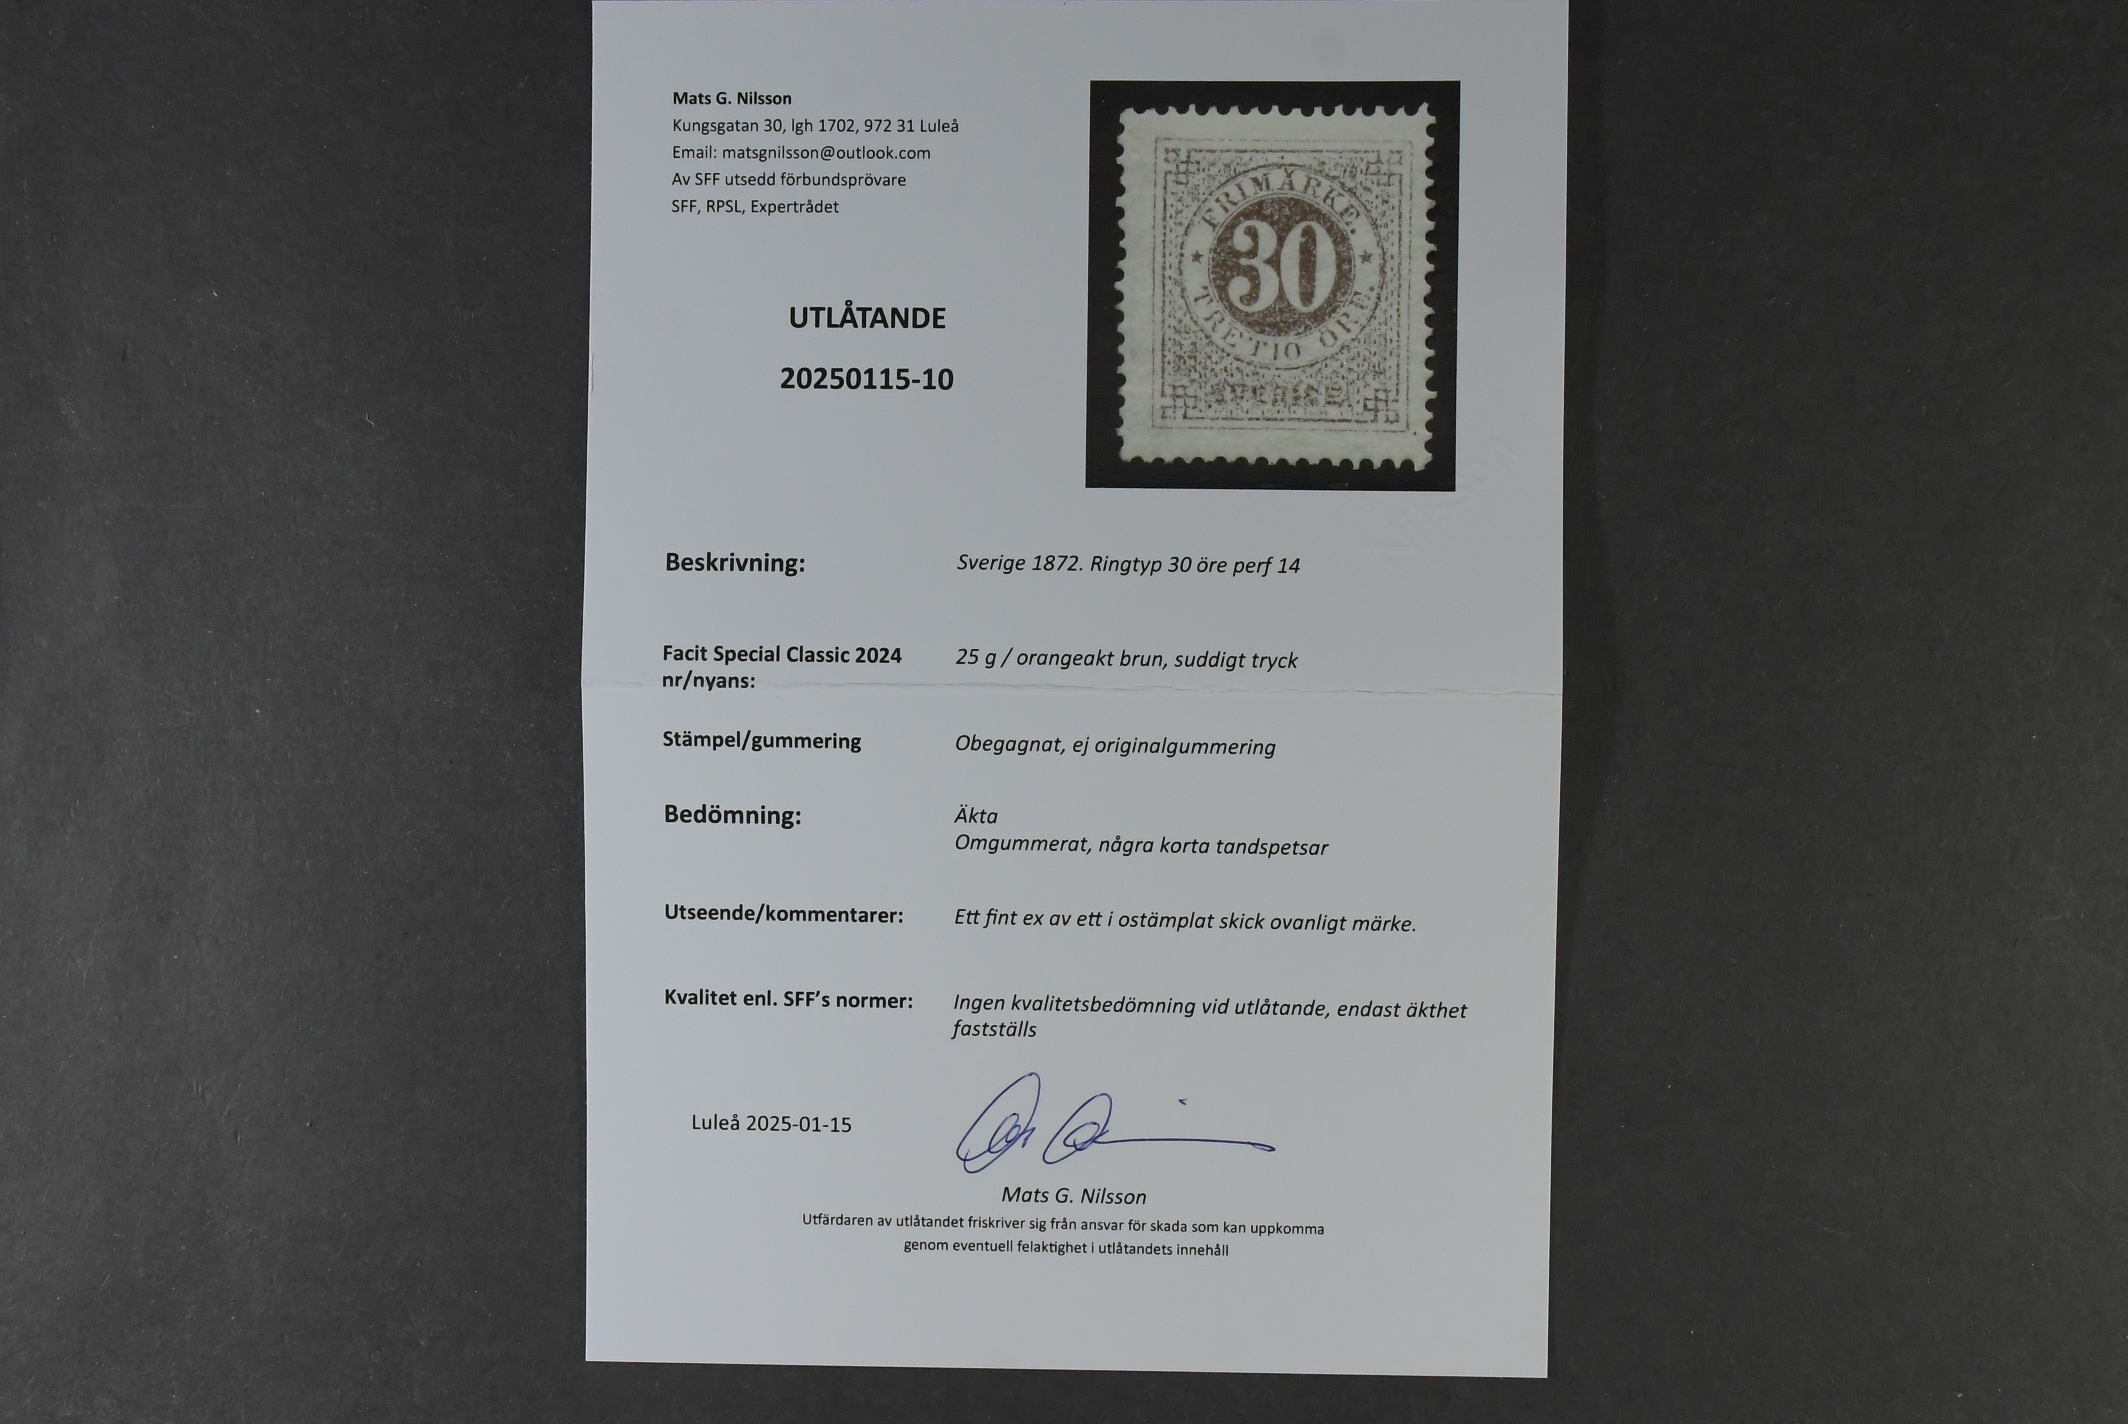 Mats G. Nilsson
Kungsgatan 30, lgh 1702, 972 31 Luleå
Email: matsgnilsson@outlook.com
Av SFF utsedd förbundsprövare
SFF, RPSL, Expertrådet
FRIMÄRKE.
30
TRETIO ÖRE.
SVERIGE.
UTLÅTANDE
20250115-10
Beskrivning: Sverige 1872. Ringtyp 30 öre perf 14
Facit Special Classic 2024 25 g / orangeakt brun, suddigt tryck
nr/nyans:
Stämpel/gummering Obegagnat, ej originalgummering
Bedömning: Äkta
Omgummerat, några korta tandspetsar
Utseende/kommentarer: Ett fint ex av ett i ostämplat skick ovanligt märke.
Kvalitet enl. SFF's normer: Ingen kvalitetsbedömning vid utlåtande, endast äkthet
fastställs
Luleå 2025-01-15
Mats G. Nilsson
Utfärdaren av utlåtandet friskriver sig från ansvar för skada som kan uppkomma
genom eventuell felaktighet i utlåtandets innehåll